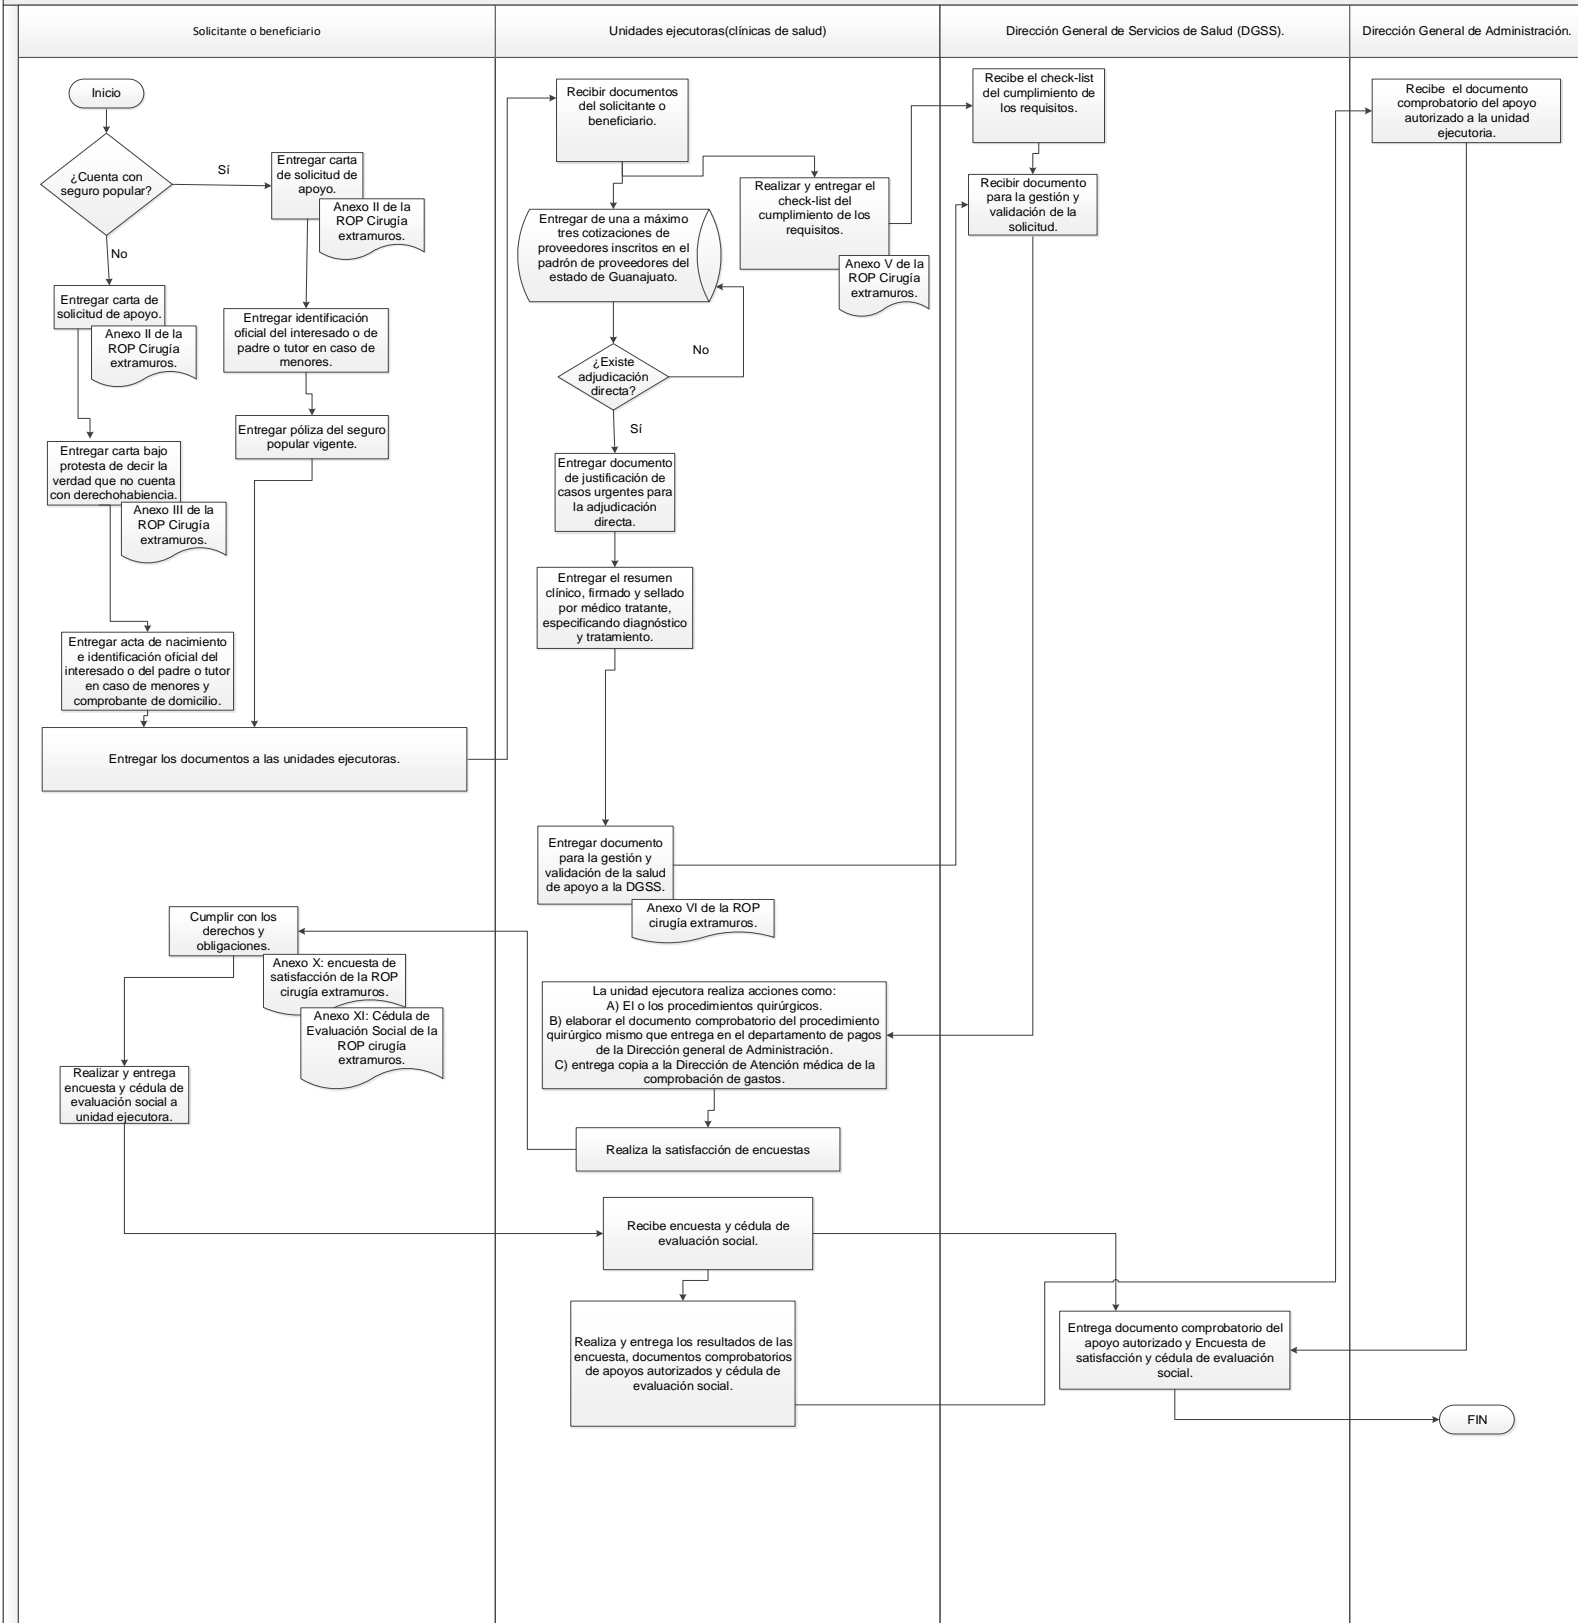 Solicitante o beneficiario
Unidades ejecutoras(clínicas de salud)
Dirección General de Servicios de Salud (DGSS).
Dirección General de Administración.
Inicio
¿Cuenta con
seguro popular?
Sí
No
Entregar carta
de solicitud de
apoyo.
Anexo II de la
ROP Cirugía
extramuros.
Entregar identificación
oficial del interesado o de
padre o tutor en caso de
menores.
Entregar póliza del seguro
popular vigente.
Entregar carta de
solicitud de apoyo.
Anexo II de la
ROP Cirugía
extramuros.
Entregar carta bajo
protesta de decir la
verdad que no cuenta
con derechohabiencia.
Anexo III de la
ROP Cirugía
extramuros.
Entregar acta de nacimiento
e identificación oficial del
interesado o del padre o tutor
en caso de menores y
comprobante de domicilio.
Entregar los documentos a las unidades ejecutoras.
Recibir documentos
del solicitante o
beneficiario.
Realizar y entregar el
check-list del
cumplimiento de los
requisitos.
Anexo V de la
ROP Cirugía
extramuros.
Entregar de una a máximo
tres cotizaciones de
proveedores inscritos en el
padrón de proveedores del
estado de Guanajuato.
¿Existe
adjudicación
directa?
No
Sí
Entregar documento
de justificación de
casos urgentes para
la adjudicación
directa.
Entregar el resumen
clínico, firmado y sellado
por médico tratante,
especificando diagnóstico
y tratamiento.
Entregar documento
para la gestión y
validación de la salud
de apoyo a la DGSS.
Anexo VI de la ROP
cirugía extramuros.
Recibe el check-list
del cumplimiento de
los requisitos.
Recibir documento
para la gestión y
validación de la
solicitud.
Recibe  el documento
comprobatorio del apoyo
autorizado a la unidad
ejecutoria.
Cumplir con los
derechos y
obligaciones.
Anexo X: encuesta de
satisfacción de la ROP
cirugía extramuros.
Anexo XI: Cédula de
Evaluación Social de la
ROP cirugía
extramuros.
Realizar y entrega
encuesta y cédula de
evaluación social a
unidad ejecutora.
La unidad ejecutora realiza acciones como:
A) El o los procedimientos quirúrgicos.
B) elaborar el documento comprobatorio del procedimiento
quirúrgico mismo que entrega en el departamento de pagos
de la Dirección general de Administración.
C) entrega copia a la Dirección de Atención médica de la
comprobación de gastos.
Realiza la satisfacción de encuestas
Recibe encuesta y cédula de
evaluación social.
Realiza y entrega los resultados de las
encuesta, documentos comprobatorios
de apoyos autorizados y cédula de
evaluación social.
Entrega documento comprobatorio del
apoyo autorizado y Encuesta de
satisfacción y cédula de evaluación
social.
FIN